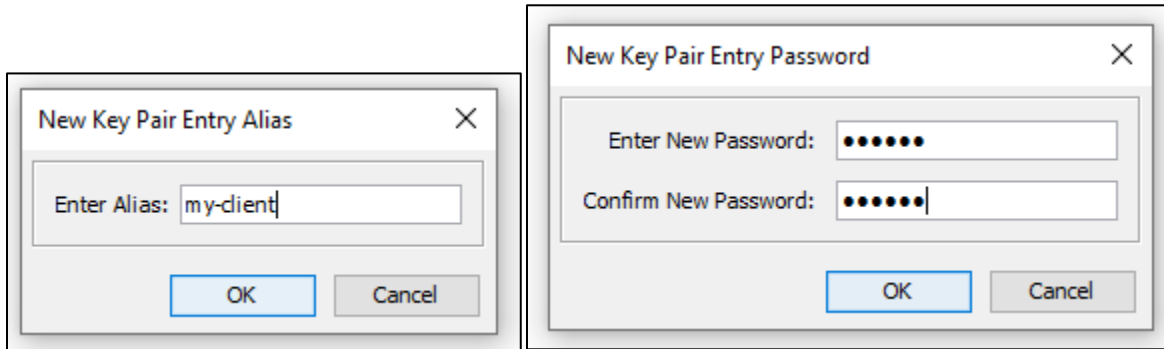 New Key Pair Entry Alias
Enter Alias: my-client
OK Cancel
New Key Pair Entry Password
Enter New Password: ●●●●●●
Confirm New Password: ●●●●●●
OK Cancel